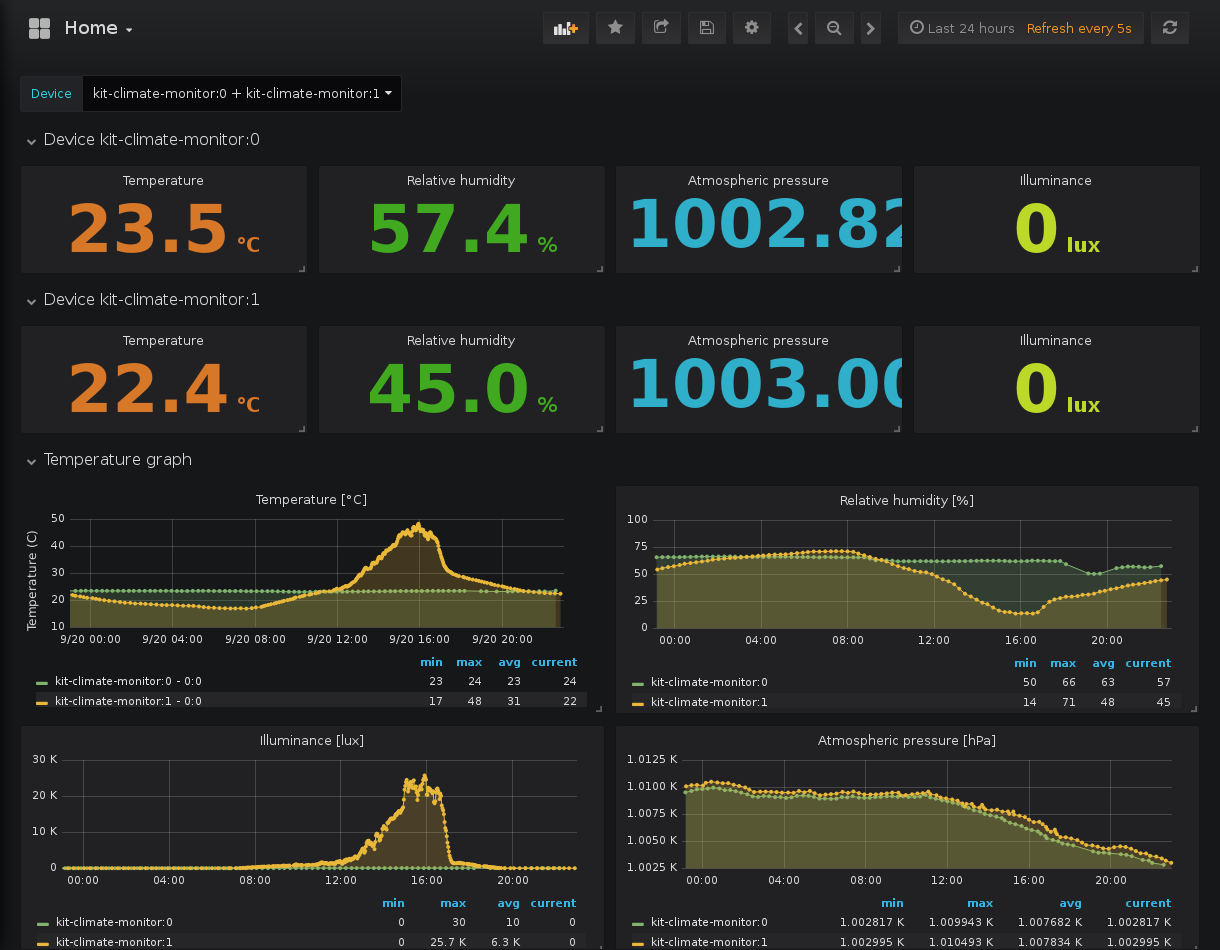 Home
Last 24 hours Refresh every 5s
Device kit-climate-monitor:0 + kit-climate-monitor:1
Device kit-climate-monitor:0
Temperature Relative humidity Atmospheric pressure Illuminance
23.5 °C 57.4 % 1002.82 0 lux
Device kit-climate-monitor:1
Temperature Relative humidity Atmospheric pressure Illuminance
22.4 °C 45.0 % 1003.00 0 lux
Temperature graph
Temperature [°C]
Temperature (C)
50
40
30
20
10
9/20 00:00 9/20 04:00 9/20 08:00 9/20 12:00 9/20 16:00 9/20 20:00
min max avg current
kit-climate-monitor:0 - 0:0 23 24 23 24
kit-climate-monitor:1 - 0:0 17 48 31 22
Relative humidity [%]
100
75
50
25
0
00:00 04:00 08:00 12:00 16:00 20:00
min max avg current
kit-climate-monitor:0 50 66 63 57
kit-climate-monitor:1 14 71 48 45
Illuminance [lux]
30 K
20 K
10 K
0
00:00 04:00 08:00 12:00 16:00 20:00
min max avg current
kit-climate-monitor:0 0 30 10 0
kit-climate-monitor:1 0 25.7 K 6.3 K 0
Atmospheric pressure [hPa]
1.0125 K
1.0100 K
1.0075 K
1.0050 K
1.0025 K
00:00 04:00 08:00 12:00 16:00 20:00
min max avg current
kit-climate-monitor:0 1.002817 K 1.009943 K 1.007682 K 1.002817 K
kit-climate-monitor:1 1.002995 K 1.010493 K 1.007834 K 1.002995 K